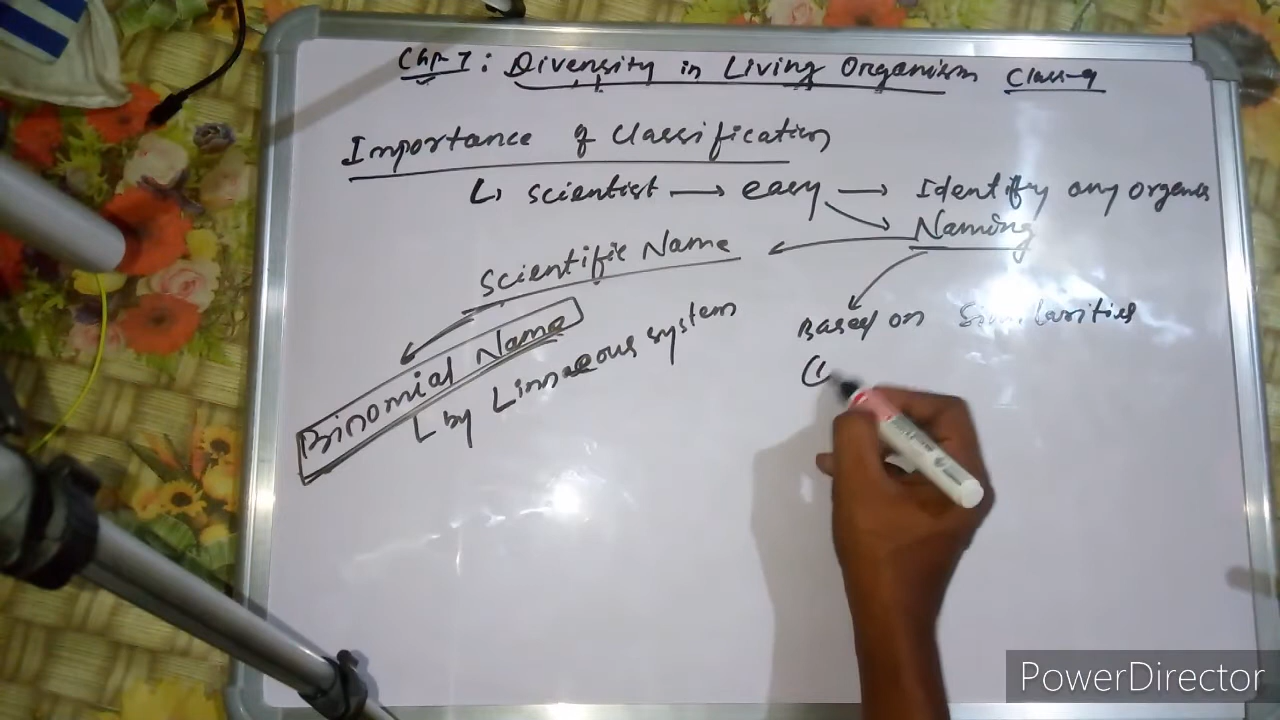 Chp-7: Diversity in Living Organism Class-9
Importance of Classification
↳ scientist → easy → Identify any organis
Naming
Scientific Name
Based on Similarities
(
Binomial Name
by Linnaeous system
PowerDirector